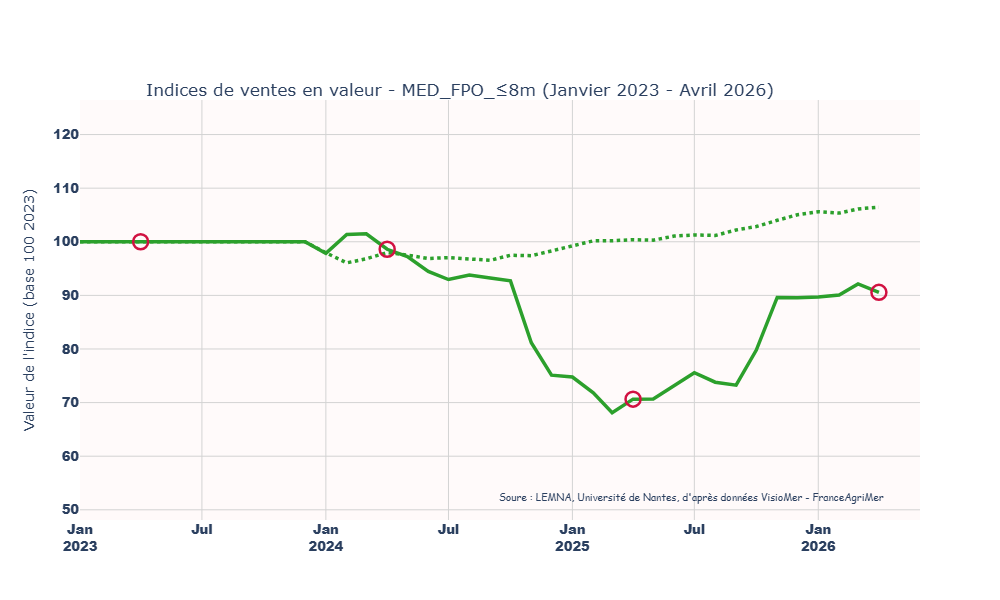 Indices de ventes en valeur - MED_FPO_≤8m (Janvier 2023 - Avril 2026)
Valeur de l'indice (base 100 2023)
120
110
100
90
80
70
60
50
Soure : LEMNA, Université de Nantes, d'après données VisioMer - FranceAgriMer
Jan
2023
Jul
Jan
2024
Jul
Jan
2025
Jul
Jan
2026